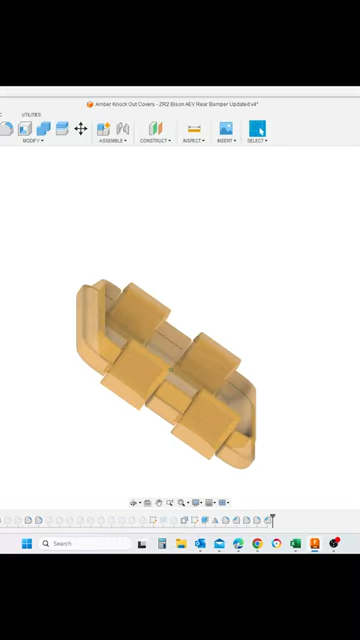 Amber Knock Out Covers - ZR2 Bison AEV Rear Bumper Updated v4*
UTILITIES
MODIFY ASSEMBLE CONSTRUCT INSPECT INSERT SELECT
Search